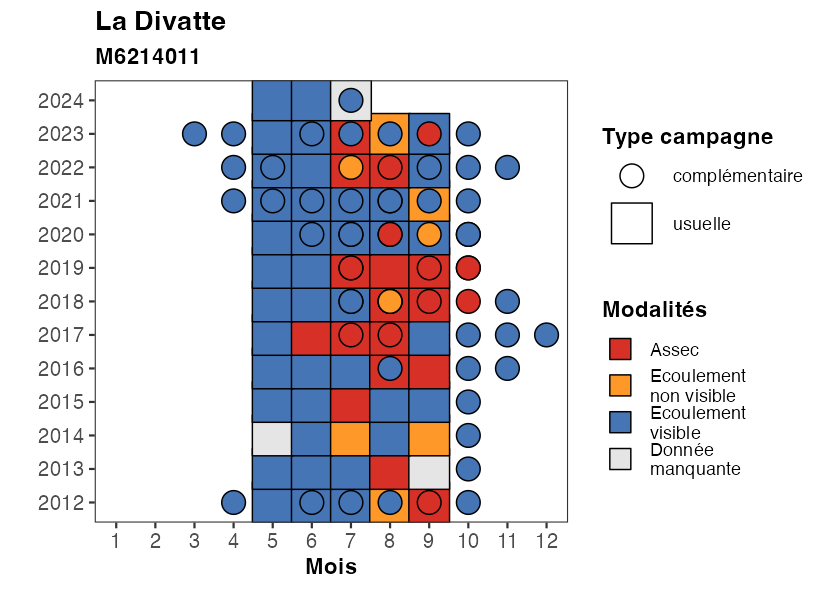 La Divatte
M6214011
2024
2023
2022
2021
2020
2019
2018
2017
2016
2015
2014
2013
2012
1 2 3 4 5 6 7 8 9 10 11 12
Mois
Type campagne
complémentaire
usuelle
Modalités
Assec
Ecoulement
non visible
Ecoulement
visible
Donnée
manquante